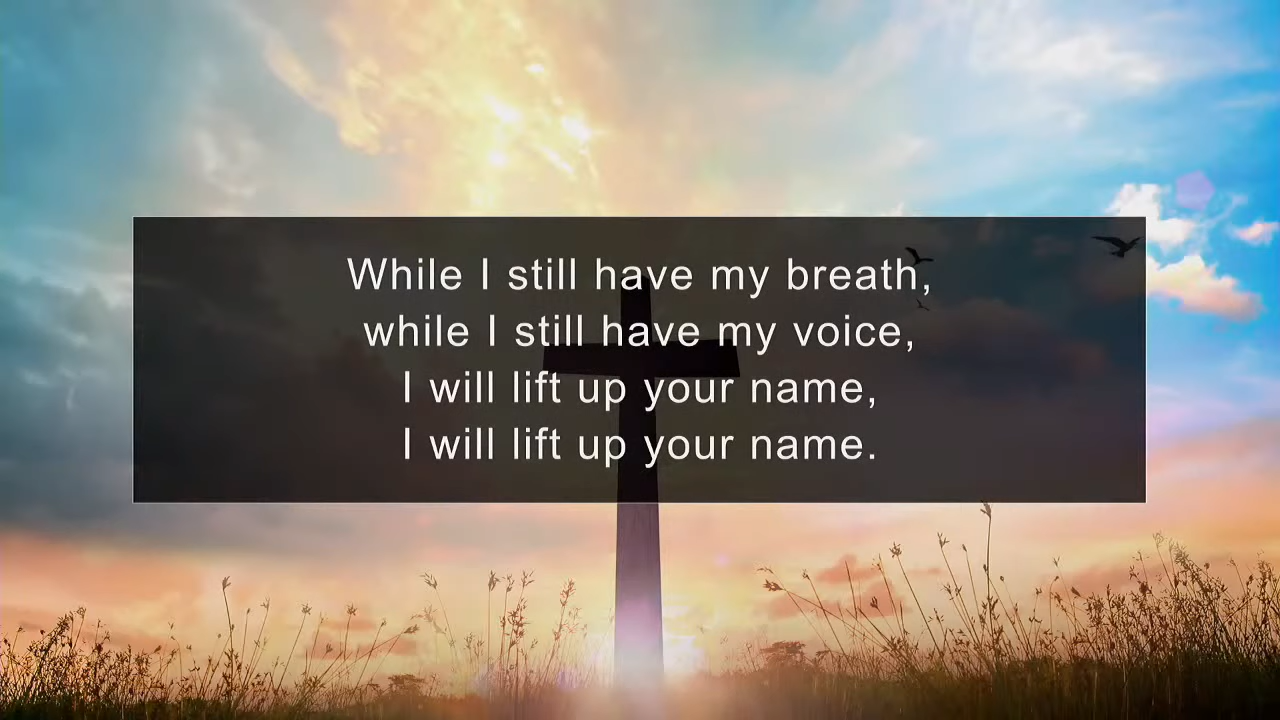 While I still have my breath,
while I still have my voice,
I will lift up your name,
I will lift up your name.